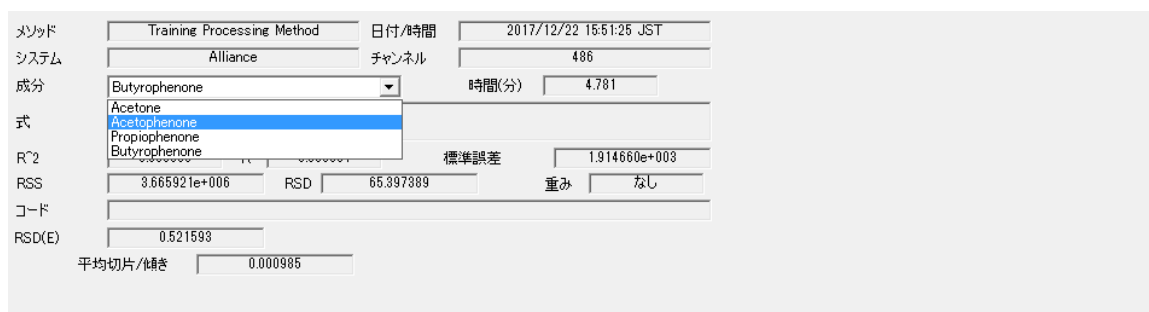 メソッド Training Processing Method 日付/時間 2017/12/22 15:51:25 JST
システム Alliance チャンネル 486
成分 Butyrophenone 時間(分) 4.781
Acetone
式 Acetophenone
Propiophenone
Butyrophenone
R^2 標準誤差 1.914660e+003
RSS 3.665921e+006 RSD 65.397389 重み なし
コード
RSD(E) 0.521593
平均切片/傾き 0.000985